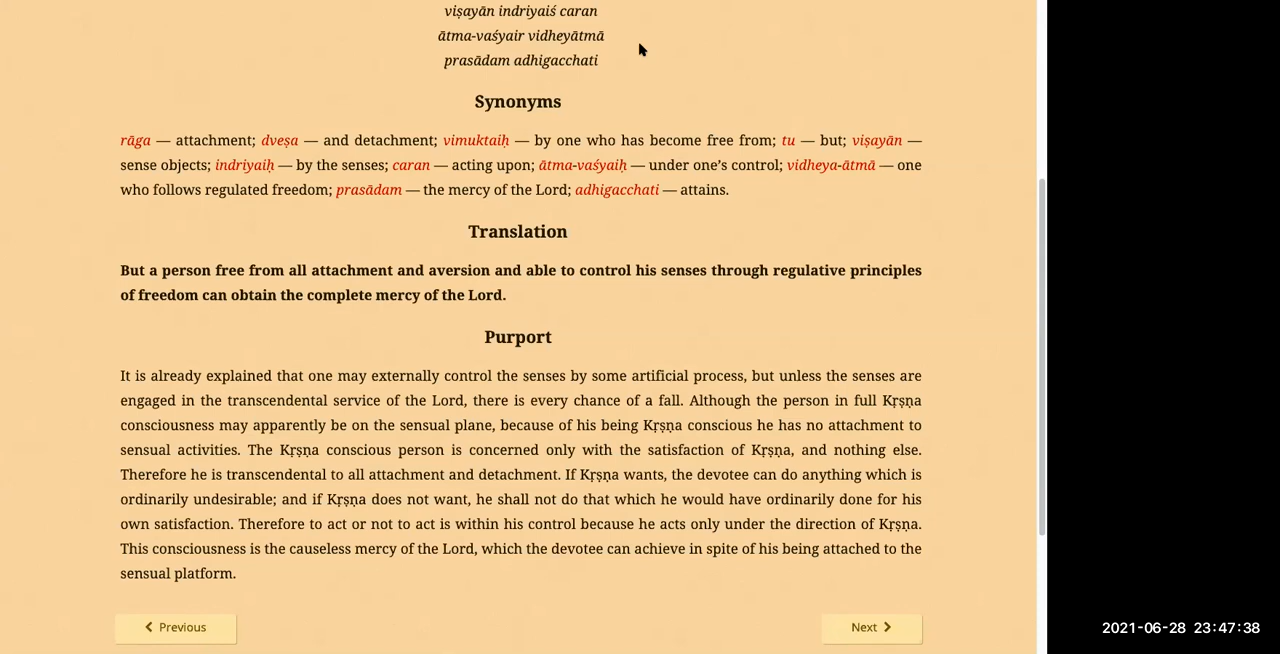 viṣayān indriyaiś caran
ātma-vaśyair vidheyātmā
prasādam adhigacchati
Synonyms
rāga — attachment; dveṣa — and detachment; vimuktaiḥ — by one who has become free from; tu — but; viṣayān —
sense objects; indriyaiḥ — by the senses; caran — acting upon; ātma-vaśyaiḥ — under one’s control; vidheya-ātmā — one
who follows regulated freedom; prasādam — the mercy of the Lord; adhigacchati — attains.
Translation
But a person free from all attachment and aversion and able to control his senses through regulative principles
of freedom can obtain the complete mercy of the Lord.
Purport
It is already explained that one may externally control the senses by some artificial process, but unless the senses are
engaged in the transcendental service of the Lord, there is every chance of a fall. Although the person in full Kṛṣṇa
consciousness may apparently be on the sensual plane, because of his being Kṛṣṇa conscious he has no attachment to
sensual activities. The Kṛṣṇa conscious person is concerned only with the satisfaction of Kṛṣṇa, and nothing else.
Therefore he is transcendental to all attachment and detachment. If Kṛṣṇa wants, the devotee can do anything which is
ordinarily undesirable; and if Kṛṣṇa does not want, he shall not do that which he would have ordinarily done for his
own satisfaction. Therefore to act or not to act is within his control because he acts only under the direction of Kṛṣṇa.
This consciousness is the causeless mercy of the Lord, which the devotee can achieve in spite of his being attached to the
sensual platform.
Previous
Next
2021-06-28 23:47:38